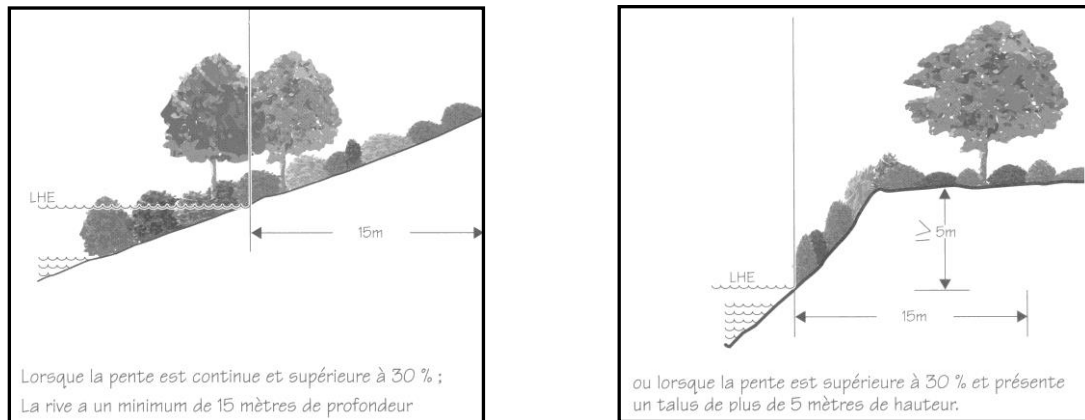 LHE
15m
Lorsque la pente est continue et supérieure à 30 % ;
La rive a un minimum de 15 mètres de profondeur
LHE
≥ 5m
15m
ou lorsque la pente est supérieure à 30 % et présente
un talus de plus de 5 mètres de hauteur.